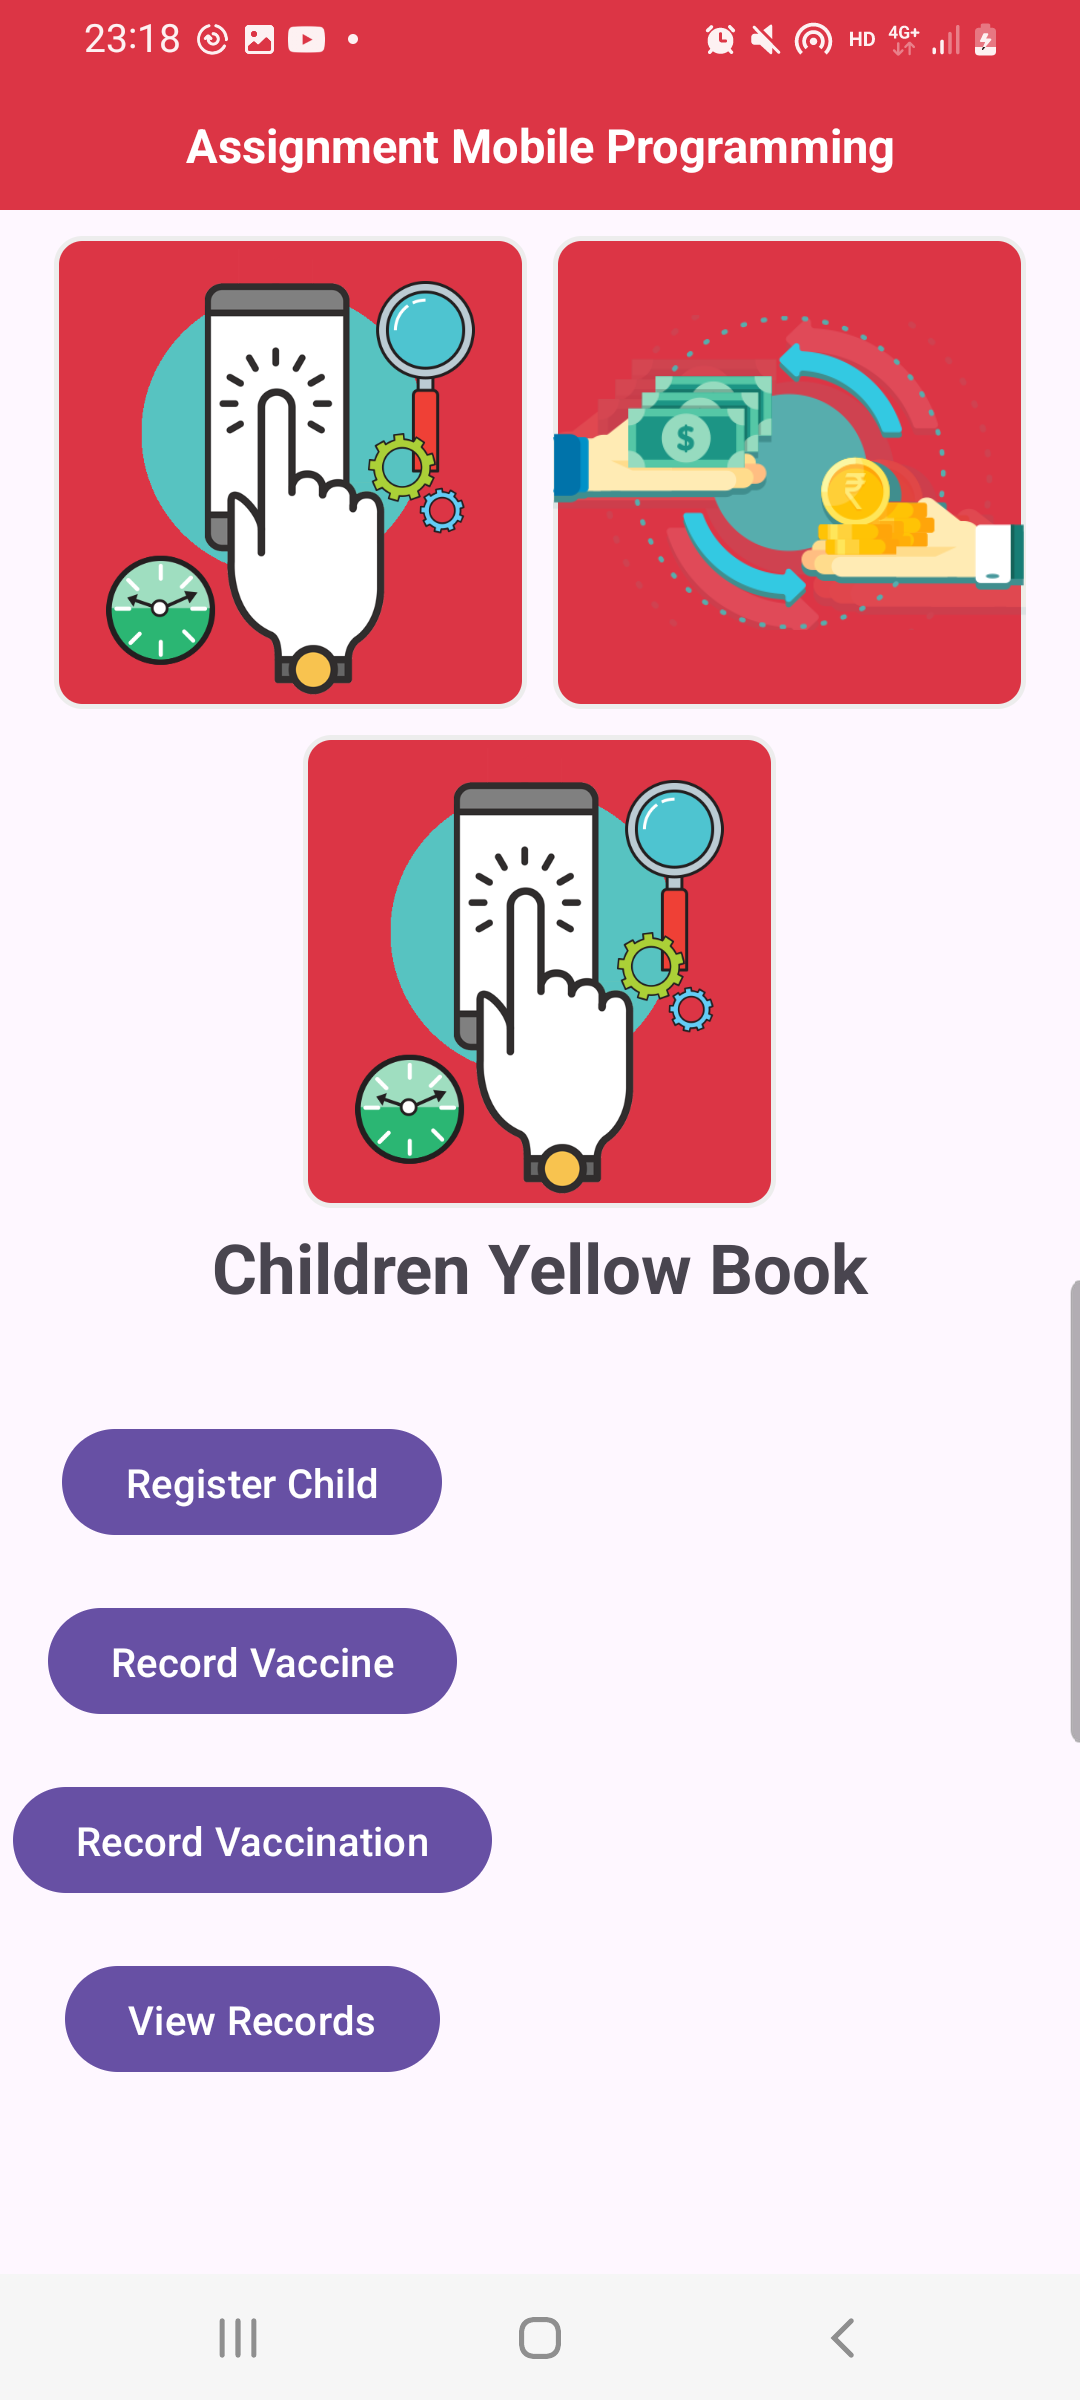 23:18 HD 4G+
Assignment Mobile Programming
$
₹
Children Yellow Book
Register Child
Record Vaccine
Record Vaccination
View Records